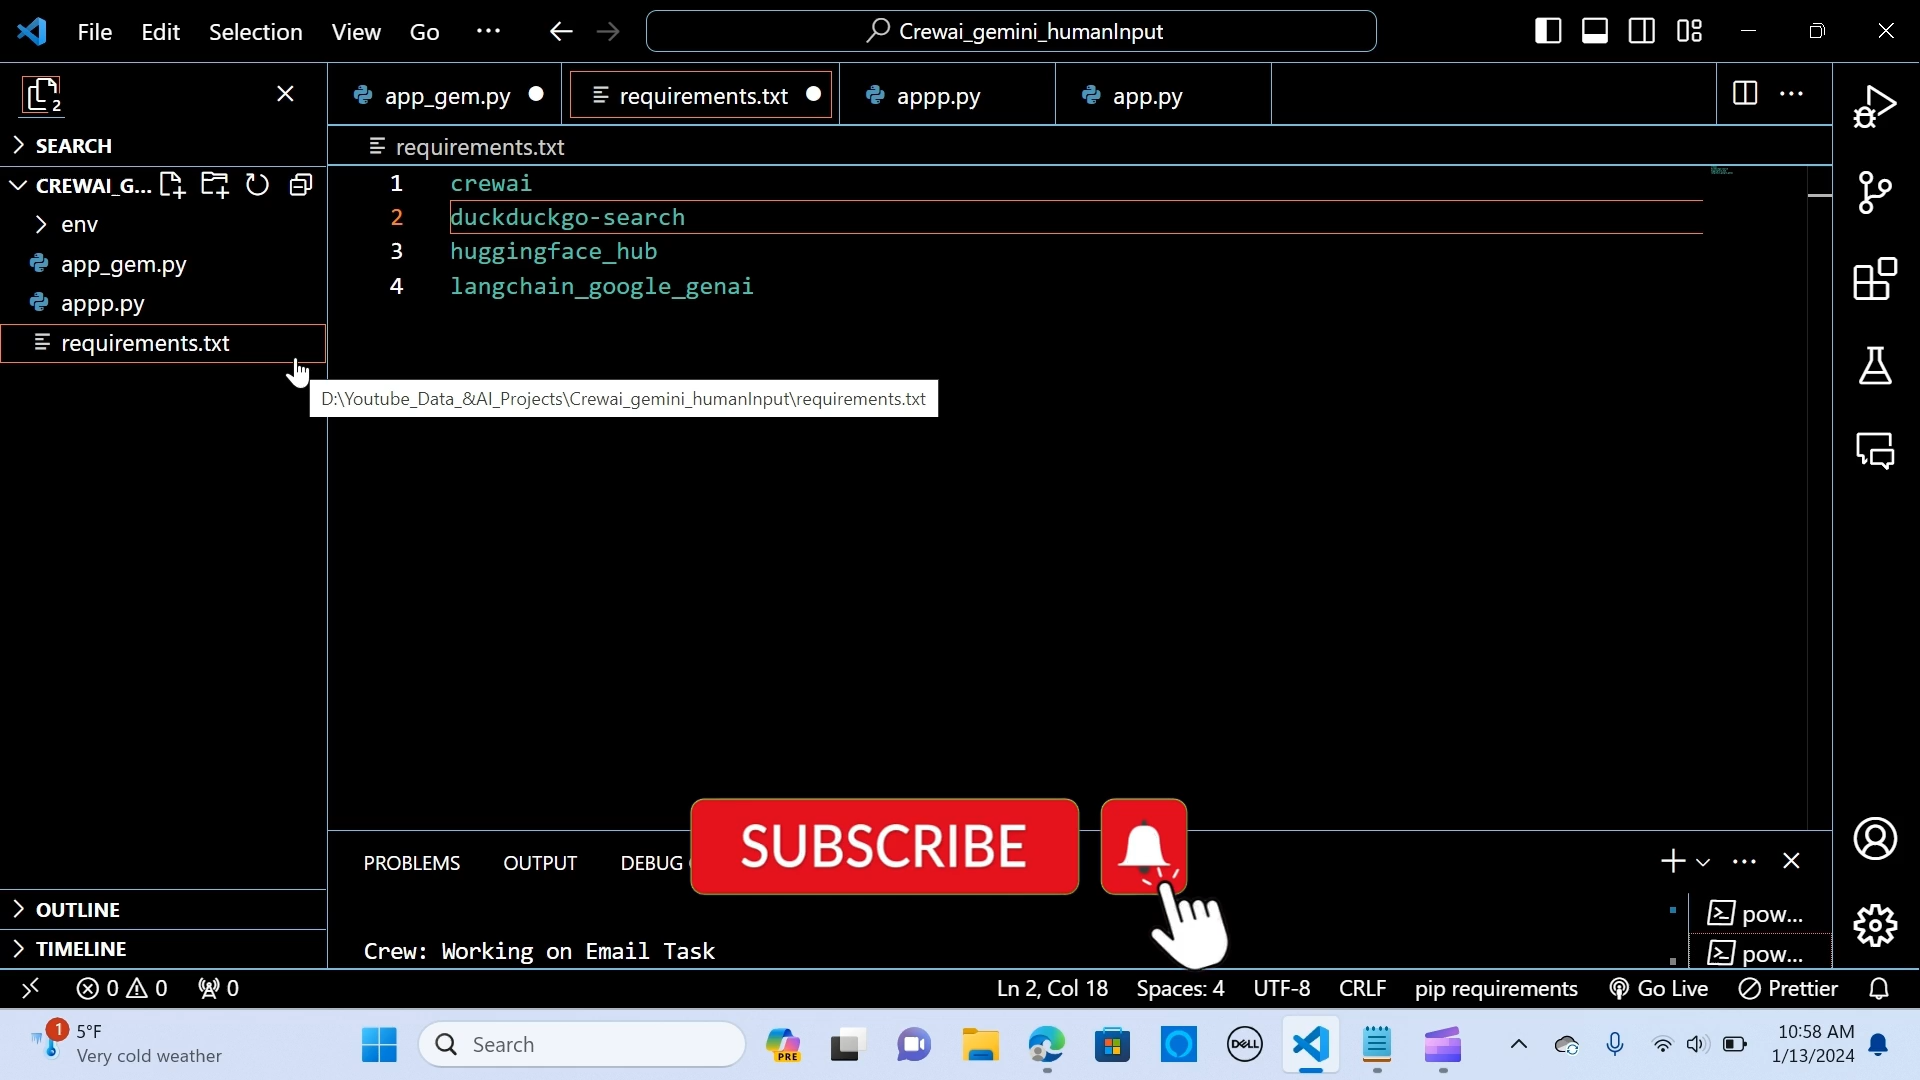 File Edit Selection View Go ··· Crewai_gemini_humanInput
2
app_gem.py requirements.txt appp.py app.py
SEARCH
requirements.txt
CREWAI_G...
env
app_gem.py
appp.py
requirements.txt
1 crewai
2 duckduckgo-search
3 huggingface_hub
4 langchain_google_genai
D:\Youtube_Data_&AI_Projects\Crewai_gemini_humanInput\requirements.txt
SUBSCRIBE
PROBLEMS OUTPUT DEBUG
pow...
pow...
Crew: Working on Email Task
OUTLINE
TIMELINE
0 0 0 Ln 2, Col 18 Spaces: 4 UTF-8 CRLF pip requirements Go Live Prettier
1 5°F
Very cold weather
Search
PRE
DELL
10:58 AM
1/13/2024